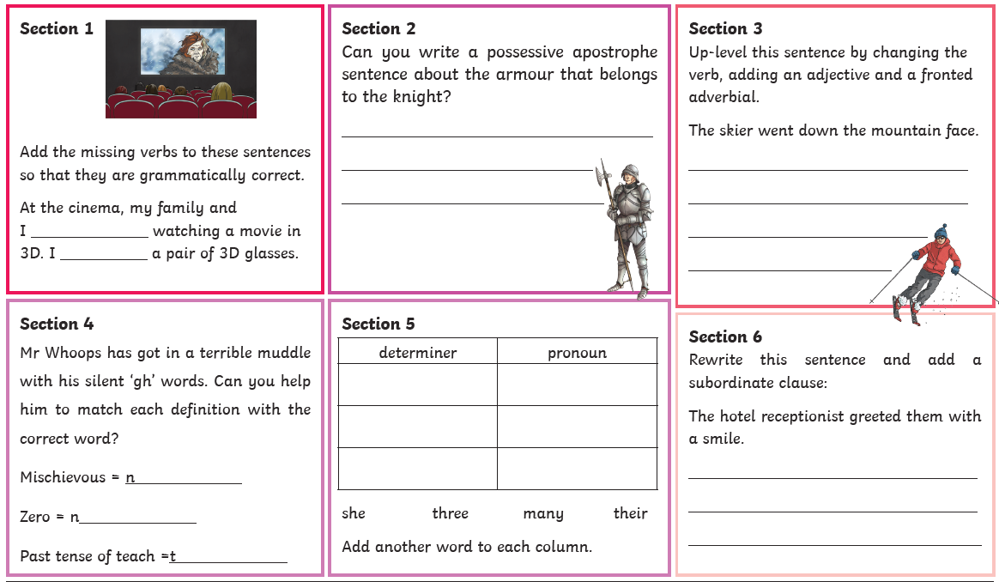 Section 1
Add the missing verbs to these sentences
so that they are grammatically correct.
At the cinema, my family and
I ______________ watching a movie in
3D. I ___________ a pair of 3D glasses.
Section 2
Can you write a possessive apostrophe
sentence about the armour that belongs
to the knight?
Section 3
Up-level this sentence by changing the
verb, adding an adjective and a fronted
adverbial.
The skier went down the mountain face.
Section 4
Mr Whoops has got in a terrible muddle
with his silent ‘gh’ words. Can you help
him to match each definition with the
correct word?
Mischievous = n______________
Zero = n______________
Past tense of teach =t______________
Section 5
determiner pronoun
she three many their
Add another word to each column.
Section 6
Rewrite this sentence and add a
subordinate clause:
The hotel receptionist greeted them with
a smile.